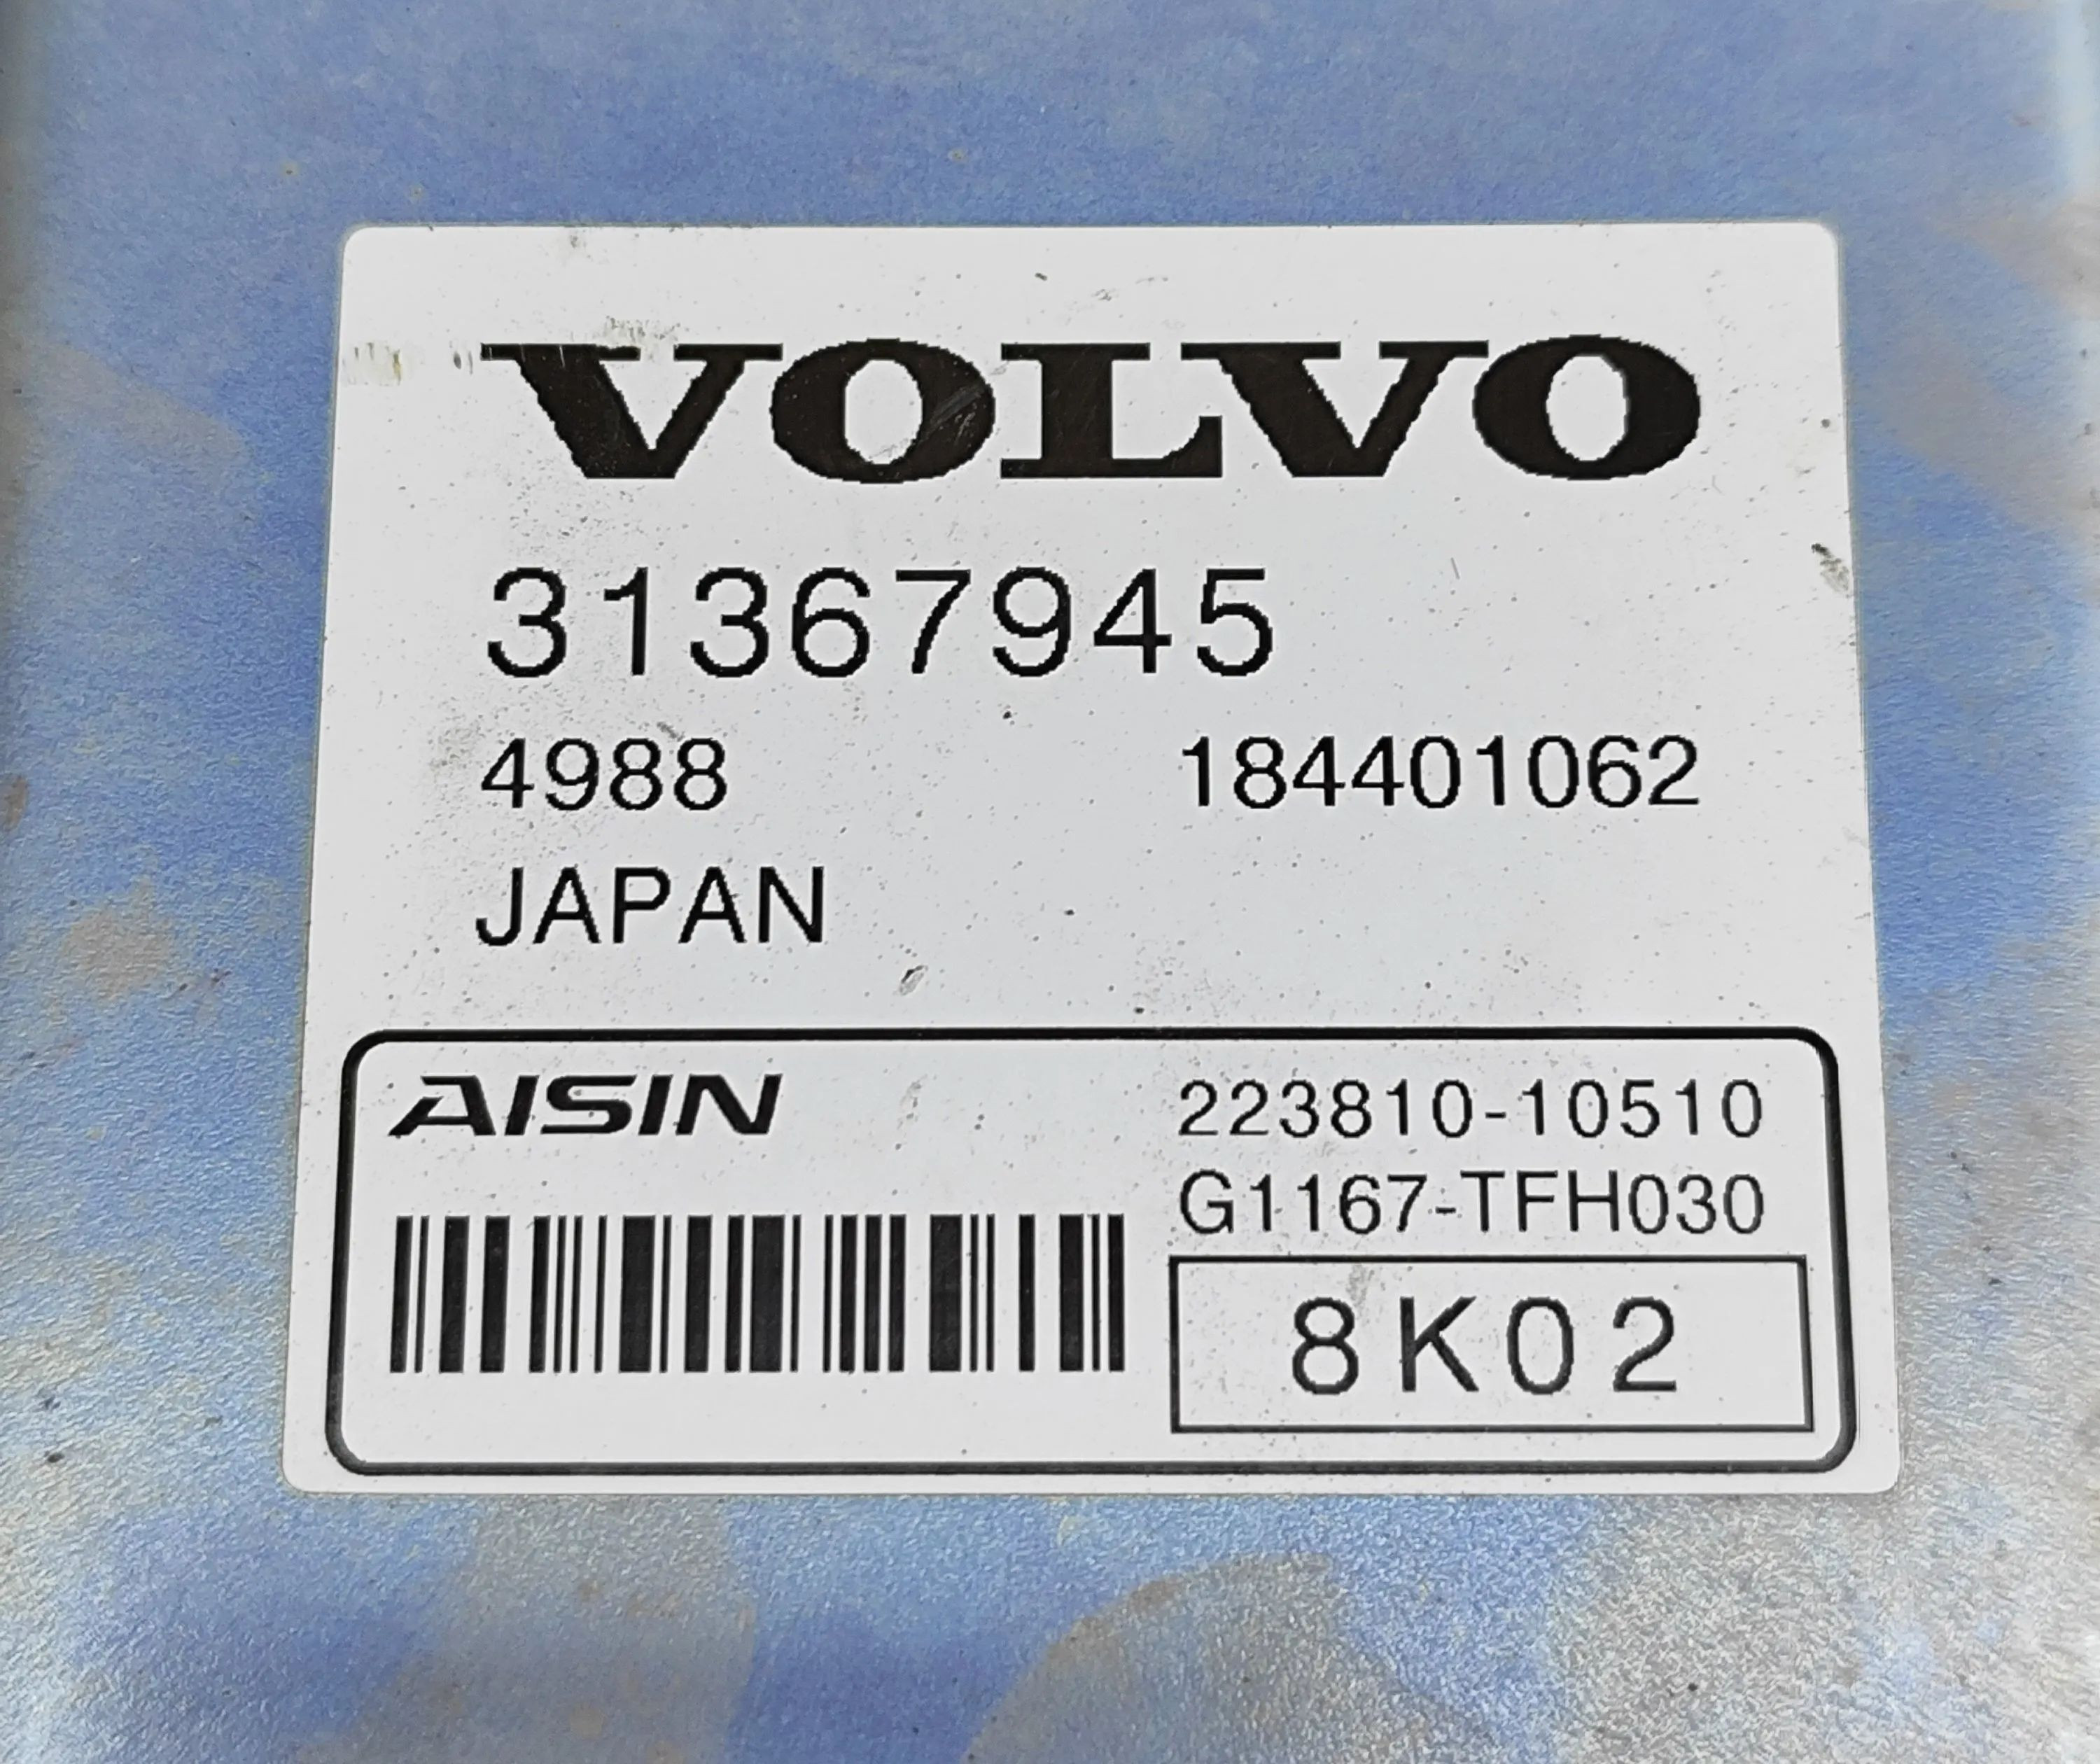 VOLVO
31367945
4988 184401062
JAPAN
AISIN 223810-10510
G1167-TFH030
8K02